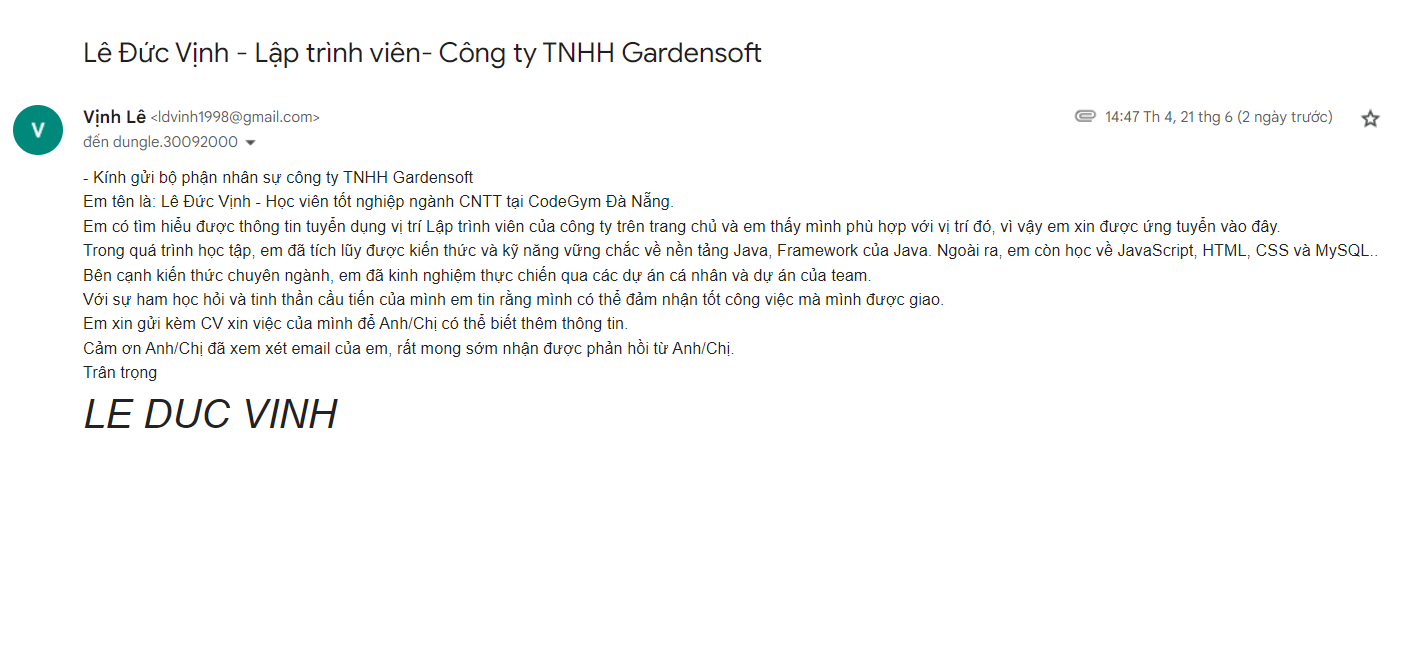 Lê Đức Vịnh - Lập trình viên- Công ty TNHH Gardensoft
V
Vịnh Lê <ldvinh1998@gmail.com>
14:47 Th 4, 21 thg 6 (2 ngày trước)
đến dungle.30092000
- Kính gửi bộ phận nhân sự công ty TNHH Gardensoft
Em tên là: Lê Đức Vịnh - Học viên tốt nghiệp ngành CNTT tại CodeGym Đà Nẵng.
Em có tìm hiểu được thông tin tuyển dụng vị trí Lập trình viên của công ty trên trang chủ và em thấy mình phù hợp với vị trí đó, vì vậy em xin được ứng tuyển vào đây.
Trong quá trình học tập, em đã tích lũy được kiến thức và kỹ năng vững chắc về nền tảng Java, Framework của Java. Ngoài ra, em còn học về JavaScript, HTML, CSS và MySQL..
Bên cạnh kiến thức chuyên ngành, em đã kinh nghiệm thực chiến qua các dự án cá nhân và dự án của team.
Với sự ham học hỏi và tinh thần cầu tiến của mình em tin rằng mình có thể đảm nhận tốt công việc mà mình được giao.
Em xin gửi kèm CV xin việc của mình để Anh/Chị có thể biết thêm thông tin.
Cảm ơn Anh/Chị đã xem xét email của em, rất mong sớm nhận được phản hồi từ Anh/Chị.
Trân trọng
LE DUC VINH